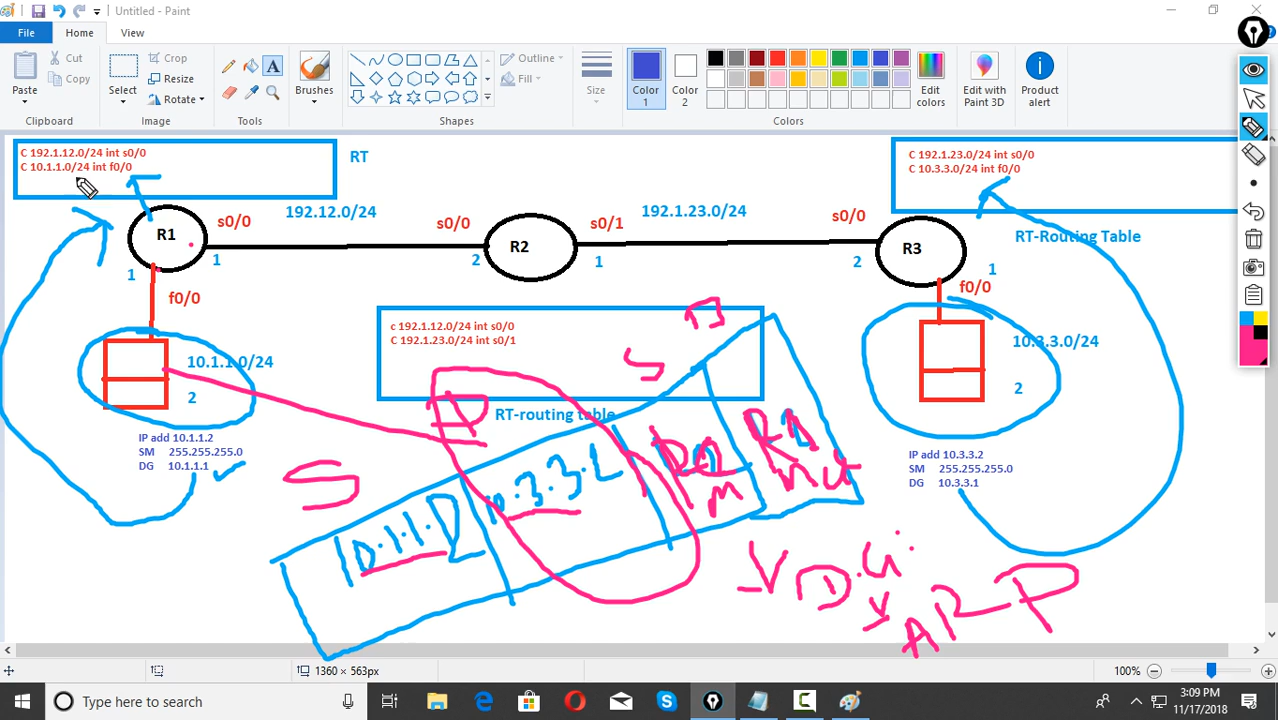 Untitled - Paint
File
Home
View
Paste
Cut
Copy
Clipboard
Select
Crop
Resize
Rotate
Image
A
Tools
Brushes
Outline
Fill
Shapes
Size
Color 1
Color 2
Edit colors
Colors
Edit with Paint 3D
Product alert
C 192.1.12.0/24 int s0/0
C 10.1.1.0/24 int f0/0
RT
C 192.1.23.0/24 int s0/0
C 10.3.3.0/24 int f0/0
RT-Routing Table
R1
s0/0
192.12.0/24
s0/0
R2
s0/1
192.1.23.0/24
s0/0
R3
1
1
2
1
2
1
f0/0
f0/0
c 192.1.12.0/24 int s0/0
C 192.1.23.0/24 int s0/1
RT-routing table
10.1.1.0/24
2
10.3.3.0/24
2
IP add 10.1.1.2
SM 255.255.255.0
DG 10.1.1.1
IP add 10.3.3.2
SM 255.255.255.0
DG 10.3.3.1
S
D
S
10.1.1.2
10.3.3.2
D.G
ARP
1360 × 563px
100%
Type here to search
3:09 PM
11/17/2018